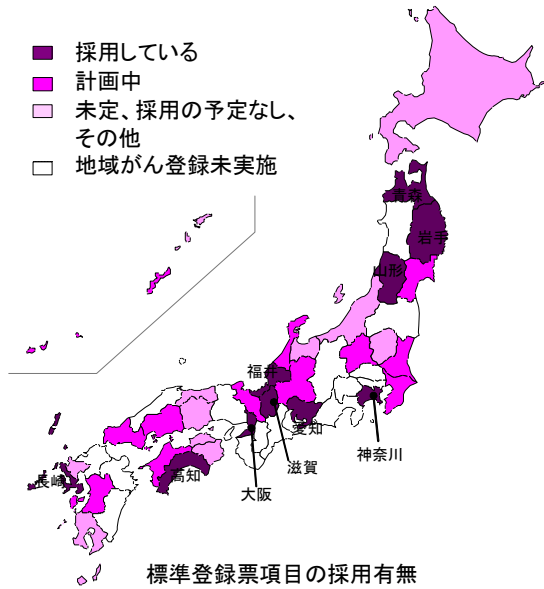 採用している
計画中
未定、採用の予定なし、
その他
地域がん登録未実施
青森
岩手
山形
福井
愛知
神奈川
滋賀
長崎
高知
大阪
標準登録票項目の採用有無